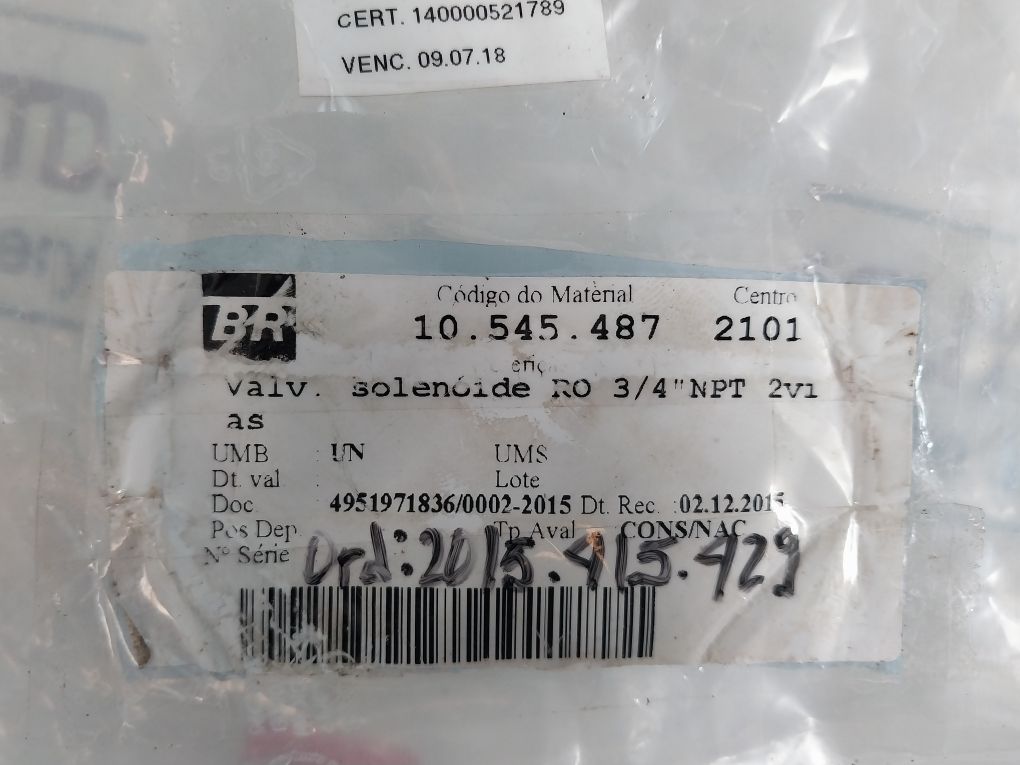 CERT. 140000521789
VENC. 09.07.18
BR
Código do Material Centro
10.545.487 2101
Valv. solenóide RO 3/4"NPT 2vi
as
UMB : UN UMS
Dt. val : Lote
Doc 4951971836/0002-2015 Dt. Rec. :02.12.2015
Pos Dep. Tp Aval CONS/NAC
Nº Série
Ord:2015.415.429